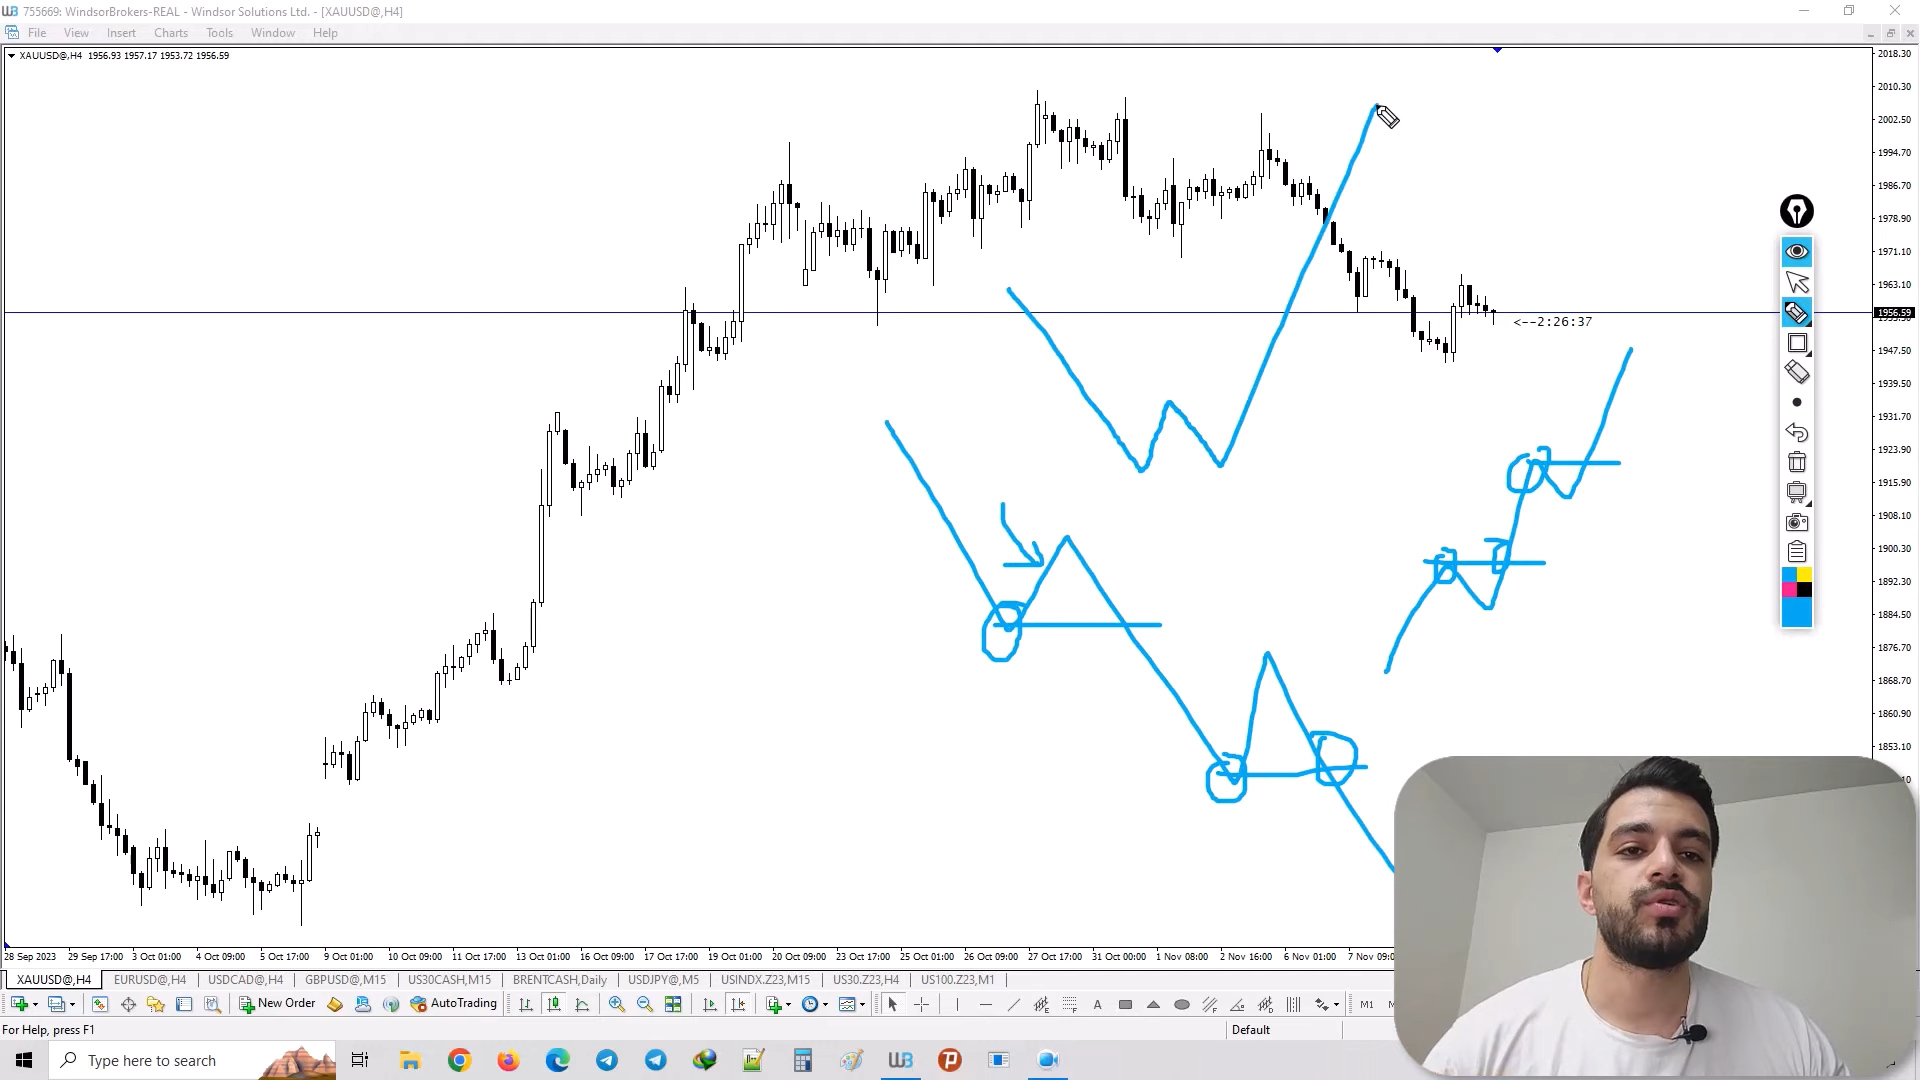 755669: WindsorBrokers-REAL - Windsor Solutions Ltd. - [XAUUSD@,H4]
File View Insert Charts Tools Window Help
XAUUSD@,H4 1956.93 1957.17 1953.72 1956.59
2018.30
2010.30
2002.50
1994.70
1986.70
1978.90
1971.10
1963.10
1956.59
<--2:26:37
1947.50
1939.50
1931.70
1923.90
1915.90
1908.10
1900.30
1892.30
1884.50
1876.70
1868.70
1860.90
1853.10
28 Sep 2023 29 Sep 17:00 3 Oct 01:00 4 Oct 09:00 5 Oct 17:00 9 Oct 01:00 10 Oct 09:00 11 Oct 17:00 13 Oct 01:00 16 Oct 09:00 17 Oct 17:00 19 Oct 01:00 20 Oct 09:00 23 Oct 17:00 25 Oct 01:00 26 Oct 09:00 27 Oct 17:00 31 Oct 00:00 1 Nov 08:00 2 Nov 16:00 6 Nov 01:00 7 Nov 09:0
XAUUSD@,H4 EURUSD@,H4 USDCAD@,H4 GBPUSD@,M15 US30CASH,M15 BRENTCASH,Daily USDJPY@,M5 USINDX.Z23,M15 US30.Z23,H4 US100.Z23,M1
New Order AutoTrading A M1
For Help, press F1 Default
Type here to search